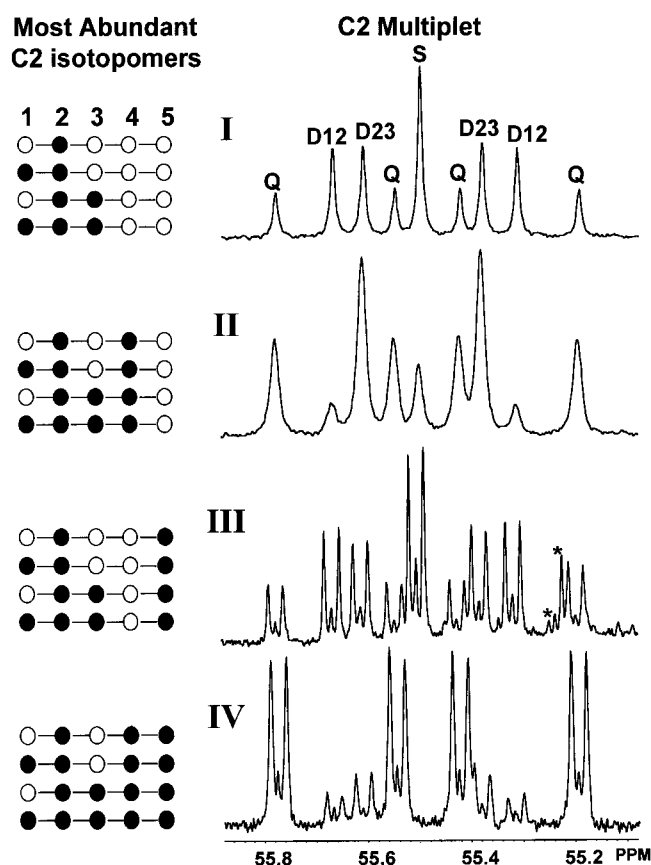 Most Abundant
C2 isotopomers
C2 Multiplet
1 2 3 4 5
I
S
D12 D23 D23 D12
Q Q Q Q
II
III
* *
IV
55.8 55.6 55.4 55.2 PPM